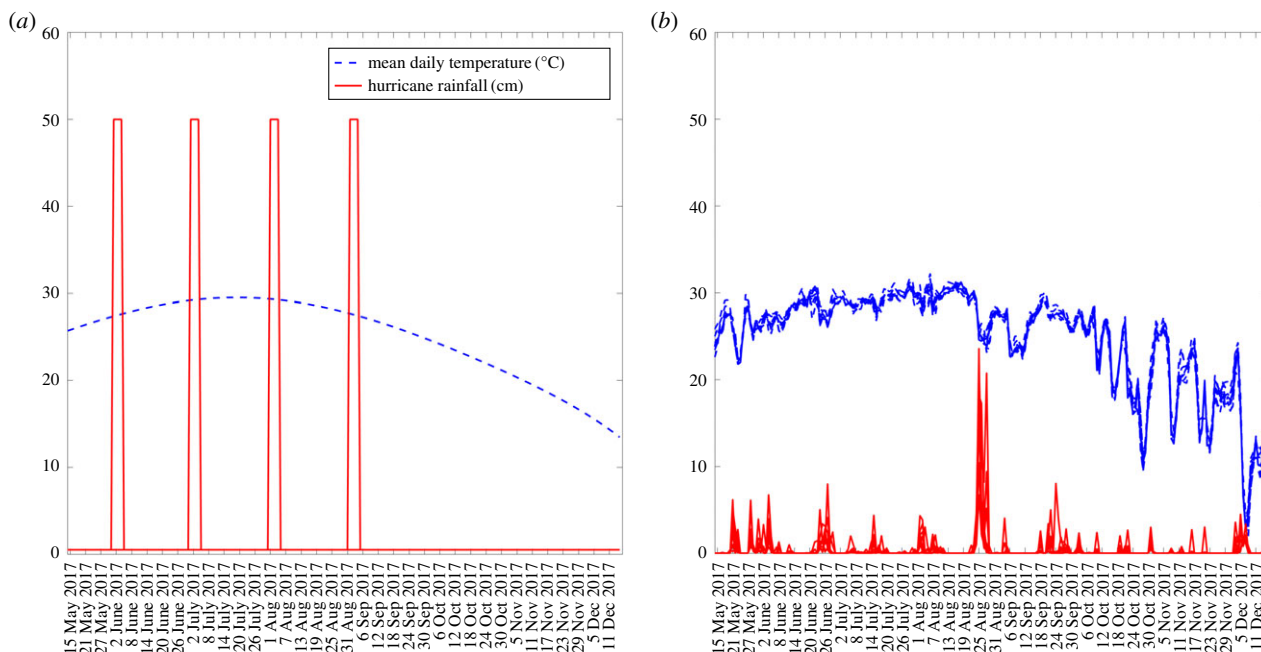 (a)
60
50
40
30
20
10
0
mean daily temperature (°C)
hurricane rainfall (cm)
15 May 2017
21 May 2017
27 May 2017
2 June 2017
8 June 2017
14 June 2017
20 June 2017
26 June 2017
2 July 2017
8 July 2017
14 July 2017
20 July 2017
26 July 2017
1 Aug 2017
7 Aug 2017
13 Aug 2017
19 Aug 2017
25 Aug 2017
31 Aug 2017
6 Sep 2017
12 Sep 2017
18 Sep 2017
24 Sep 2017
30 Sep 2017
6 Oct 2017
12 Oct 2017
18 Oct 2017
24 Oct 2017
30 Oct 2017
5 Nov 2017
11 Nov 2017
17 Nov 2017
23 Nov 2017
29 Nov 2017
5 Dec 2017
11 Dec 2017
(b)
60
50
40
30
20
10
0
15 May 2017
21 May 2017
27 May 2017
2 June 2017
8 June 2017
14 June 2017
20 June 2017
26 June 2017
2 July 2017
8 July 2017
14 July 2017
20 July 2017
26 July 2017
1 Aug 2017
7 Aug 2017
13 Aug 2017
19 Aug 2017
25 Aug 2017
31 Aug 2017
6 Sep 2017
12 Sep 2017
18 Sep 2017
24 Sep 2017
30 Sep 2017
6 Oct 2017
12 Oct 2017
18 Oct 2017
24 Oct 2017
30 Oct 2017
5 Nov 2017
11 Nov 2017
17 Nov 2017
23 Nov 2017
29 Nov 2017
5 Dec 2017
11 Dec 2017